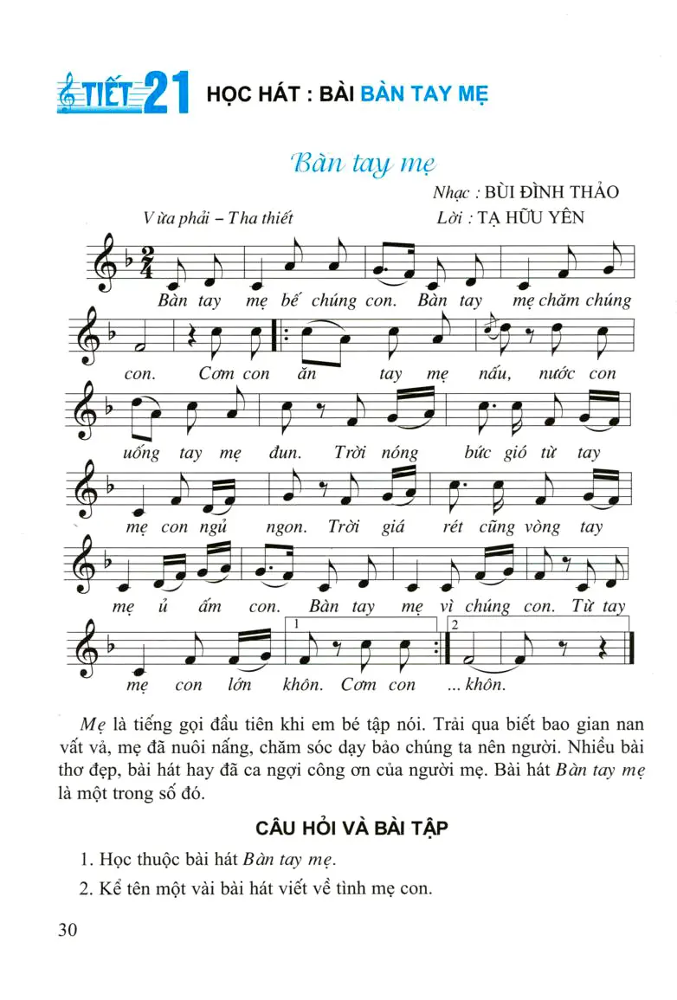 TIẾT 21 HỌC HÁT : BÀI BÀN TAY MẸ
Bàn tay mẹ
Nhạc : BÙI ĐÌNH THẢO
Vừa phải – Tha thiết Lời : TẠ HỮU YÊN
2
4
Bàn tay mẹ bế chúng con. Bàn tay mẹ chăm chúng
con. Cơm con ăn tay mẹ nấu, nước con
uống tay mẹ đun. Trời nóng bức gió từ tay
mẹ con ngủ ngon. Trời giá rét cũng vòng tay
mẹ ủ ấm con. Bàn tay mẹ vì chúng con. Từ tay
1 2
mẹ con lớn khôn. Cơm con ... khôn.
Mẹ là tiếng gọi đầu tiên khi em bé tập nói. Trải qua biết bao gian nan
vất vả, mẹ đã nuôi nấng, chăm sóc dạy bảo chúng ta nên người. Nhiều bài
thơ đẹp, bài hát hay đã ca ngợi công ơn của người mẹ. Bài hát Bàn tay mẹ
là một trong số đó.
CÂU HỎI VÀ BÀI TẬP
1. Học thuộc bài hát Bàn tay mẹ.
2. Kể tên một vài bài hát viết về tình mẹ con.
30